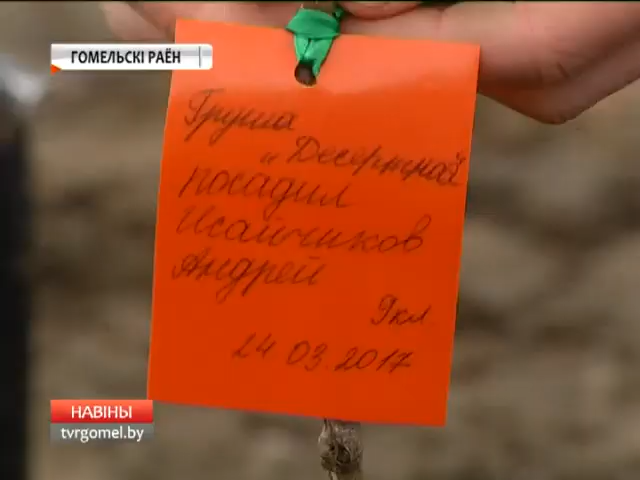 ГОМЕЛЬСКІ РАЁН
Груша
"Десертная
посадил
Исайчиков
Андрей
9кл.
24 03.2017
НАВІНЫ
tvrgomel.by